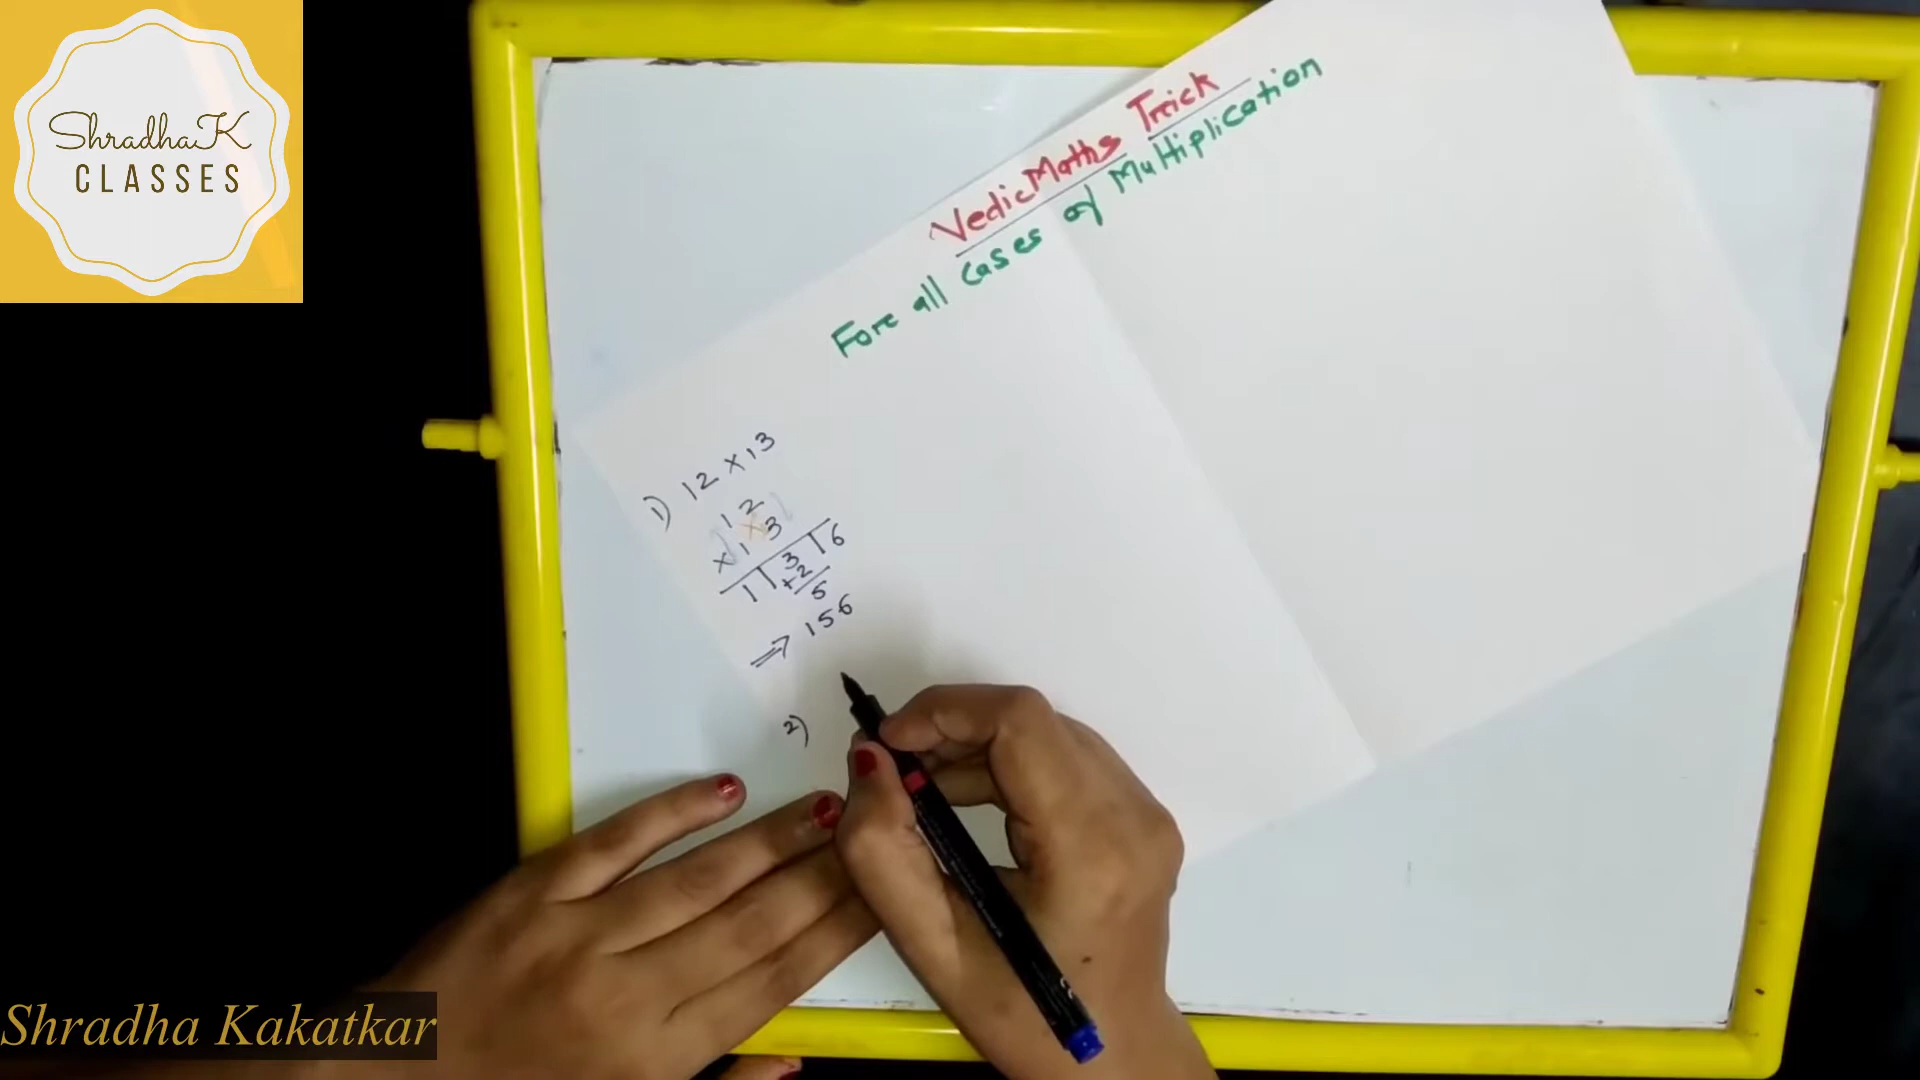 ShradhaK
CLASSES
Vedic Maths Trick
For all cases of Multiplication
1) 12 x 13
12
x 13
1 | 3 | 6
+2
5
⇒ 156
2)
Shradha Kakatkar